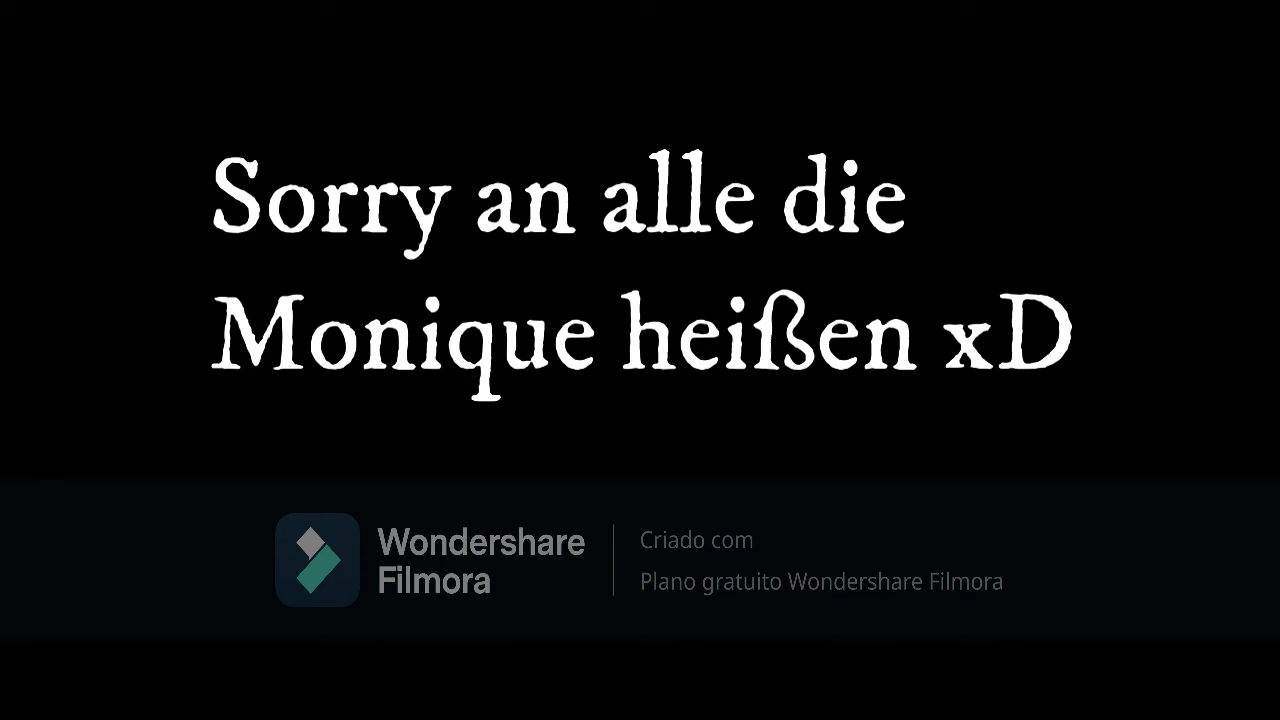 Sorry an alle die
Monique heißen xD
Wondershare
Filmora
Criado com
Plano gratuito Wondershare Filmora